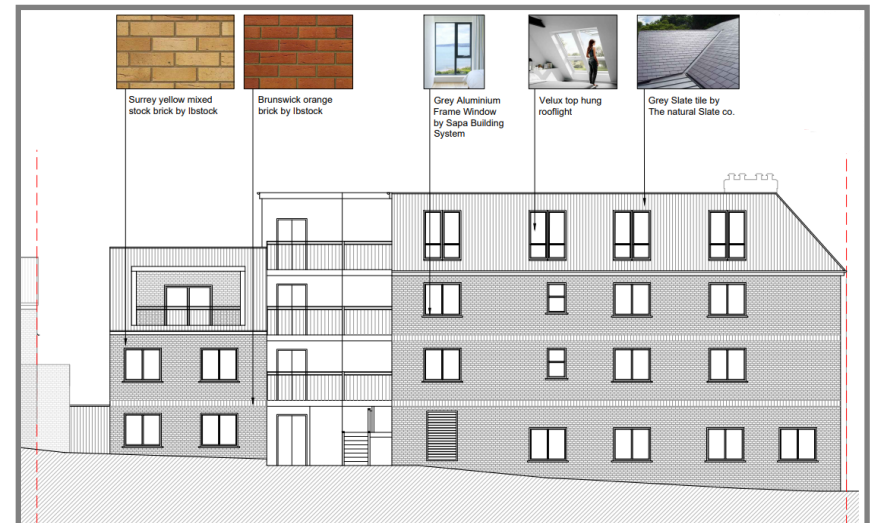 Surrey yellow mixed
stock brick by Ibstock
Brunswick orange
brick by Ibstock
Grey Aluminium
Frame Window
by Sapa Building
System
Velux top hung
rooflight
Grey Slate tile by
The natural Slate co.